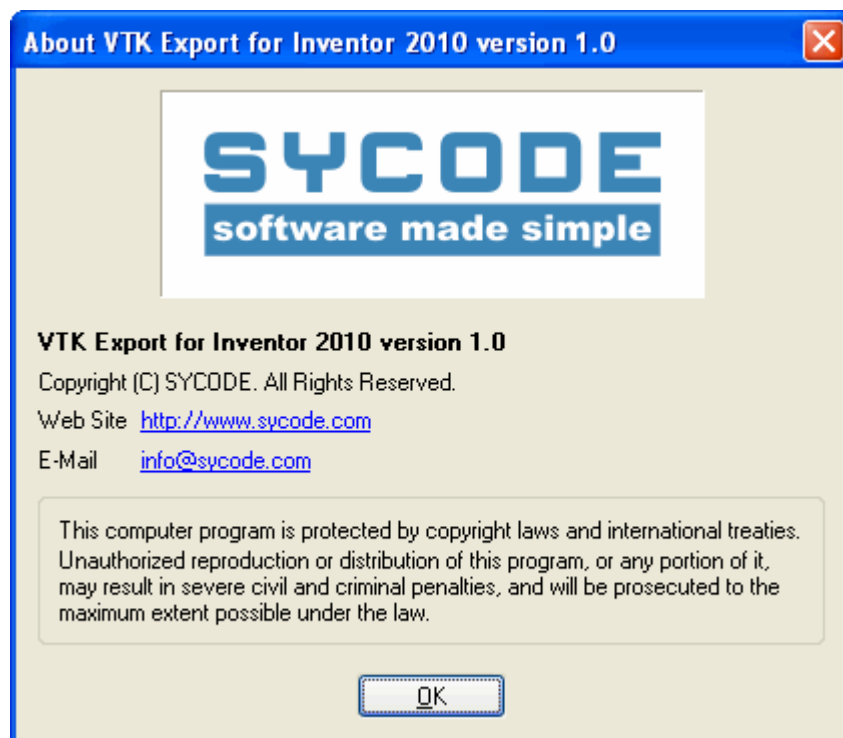 About VTK Export for Inventor 2010 version 1.0
SYCODE
software made simple
VTK Export for Inventor 2010 version 1.0
Copyright (C) SYCODE. All Rights Reserved.
Web Site http://www.sycode.com
E-Mail info@sycode.com
This computer program is protected by copyright laws and international treaties.
Unauthorized reproduction or distribution of this program, or any portion of it,
may result in severe civil and criminal penalties, and will be prosecuted to the
maximum extent possible under the law.
OK